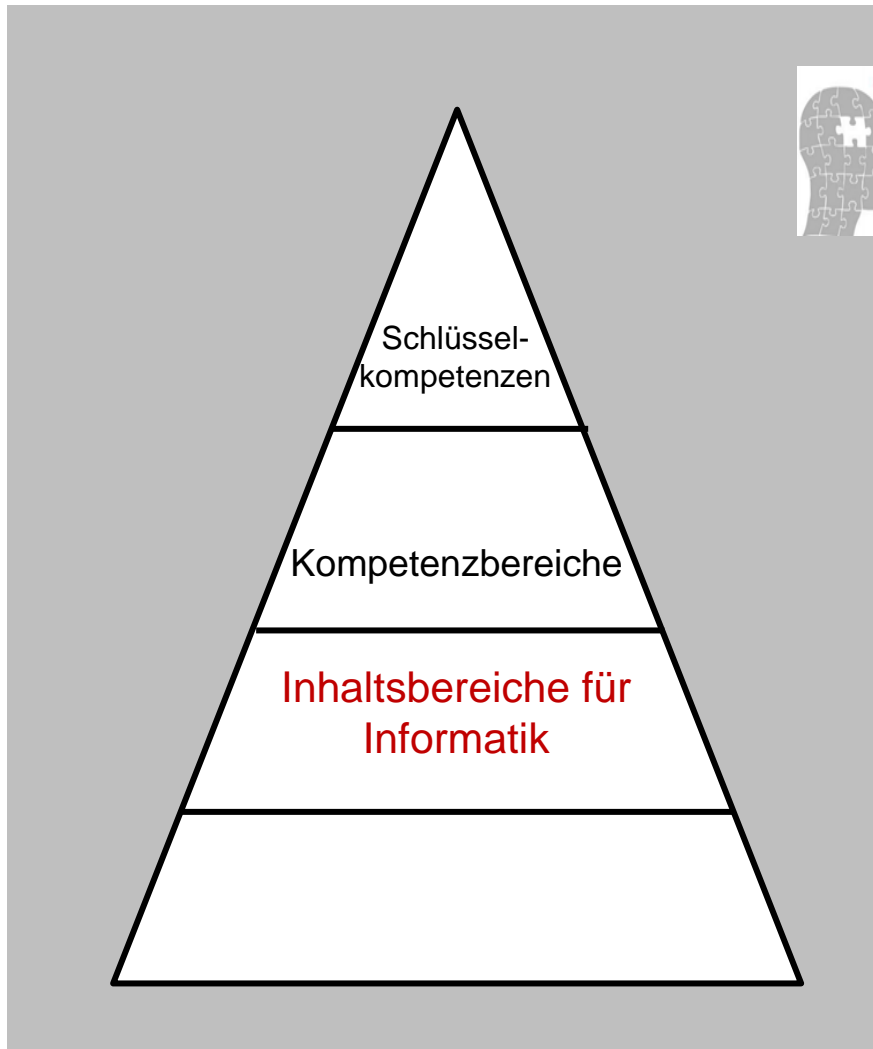 Schlüssel-
kompetenzen
Kompetenzbereiche
Inhaltsbereiche für
Informatik